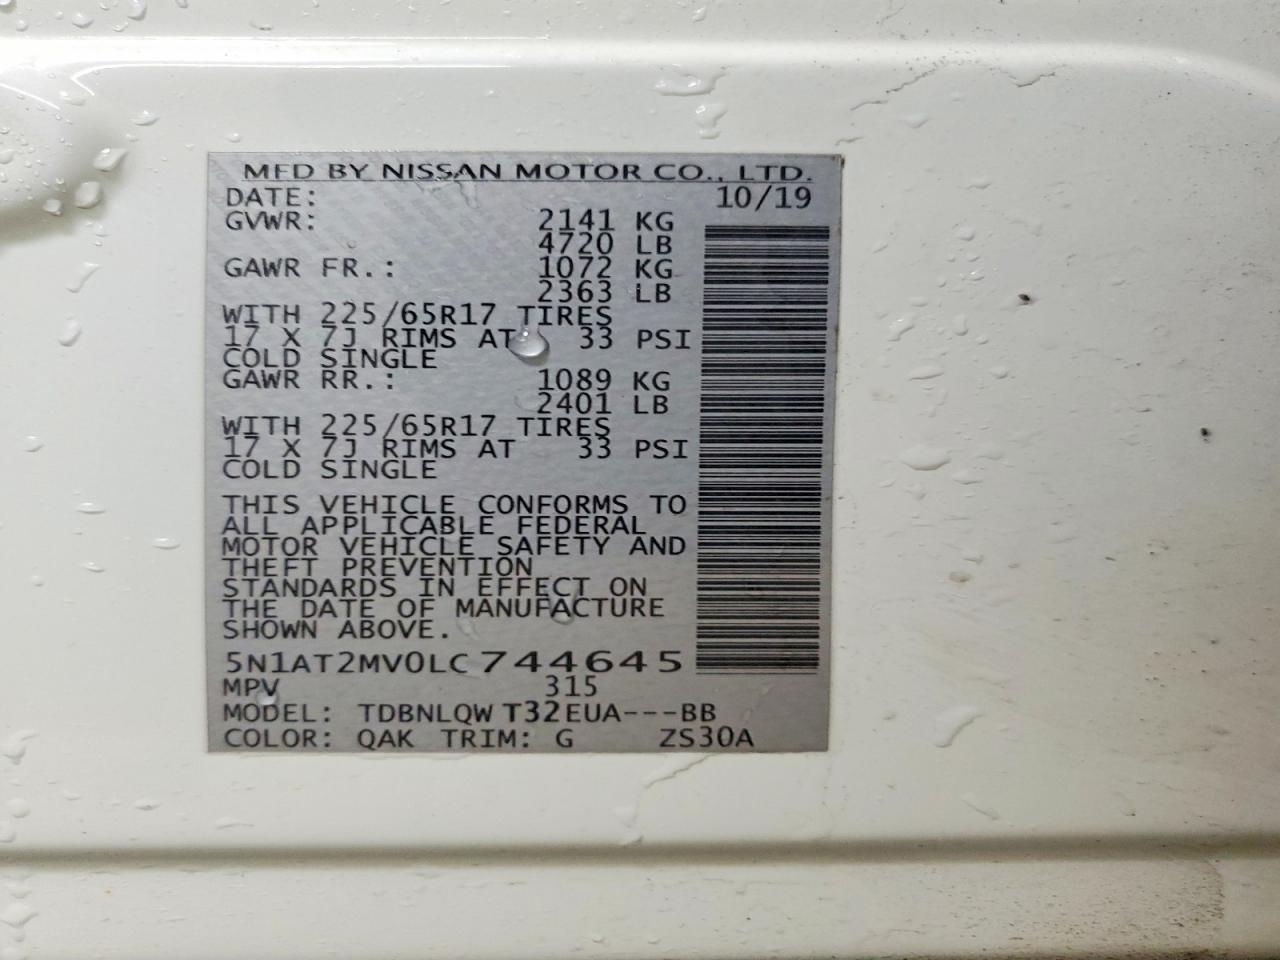 MFD BY NISSAN MOTOR CO., LTD.
DATE: 10/19
GVWR: 2141 KG
4720 LB
GAWR FR.: 1072 KG
2363 LB
WITH 225/65R17 TIRES
17 X 7J RIMS AT 33 PSI
COLD SINGLE
GAWR RR.: 1089 KG
2401 LB
WITH 225/65R17 TIRES
17 X 7J RIMS AT 33 PSI
COLD SINGLE
THIS VEHICLE CONFORMS TO
ALL APPLICABLE FEDERAL
MOTOR VEHICLE SAFETY AND
THEFT PREVENTION
STANDARDS IN EFFECT ON
THE DATE OF MANUFACTURE
SHOWN ABOVE.
5N1AT2MV0LC744645
MPV 315
MODEL: TDBNLQW T32EUA---BB
COLOR: QAK TRIM: G ZS30A